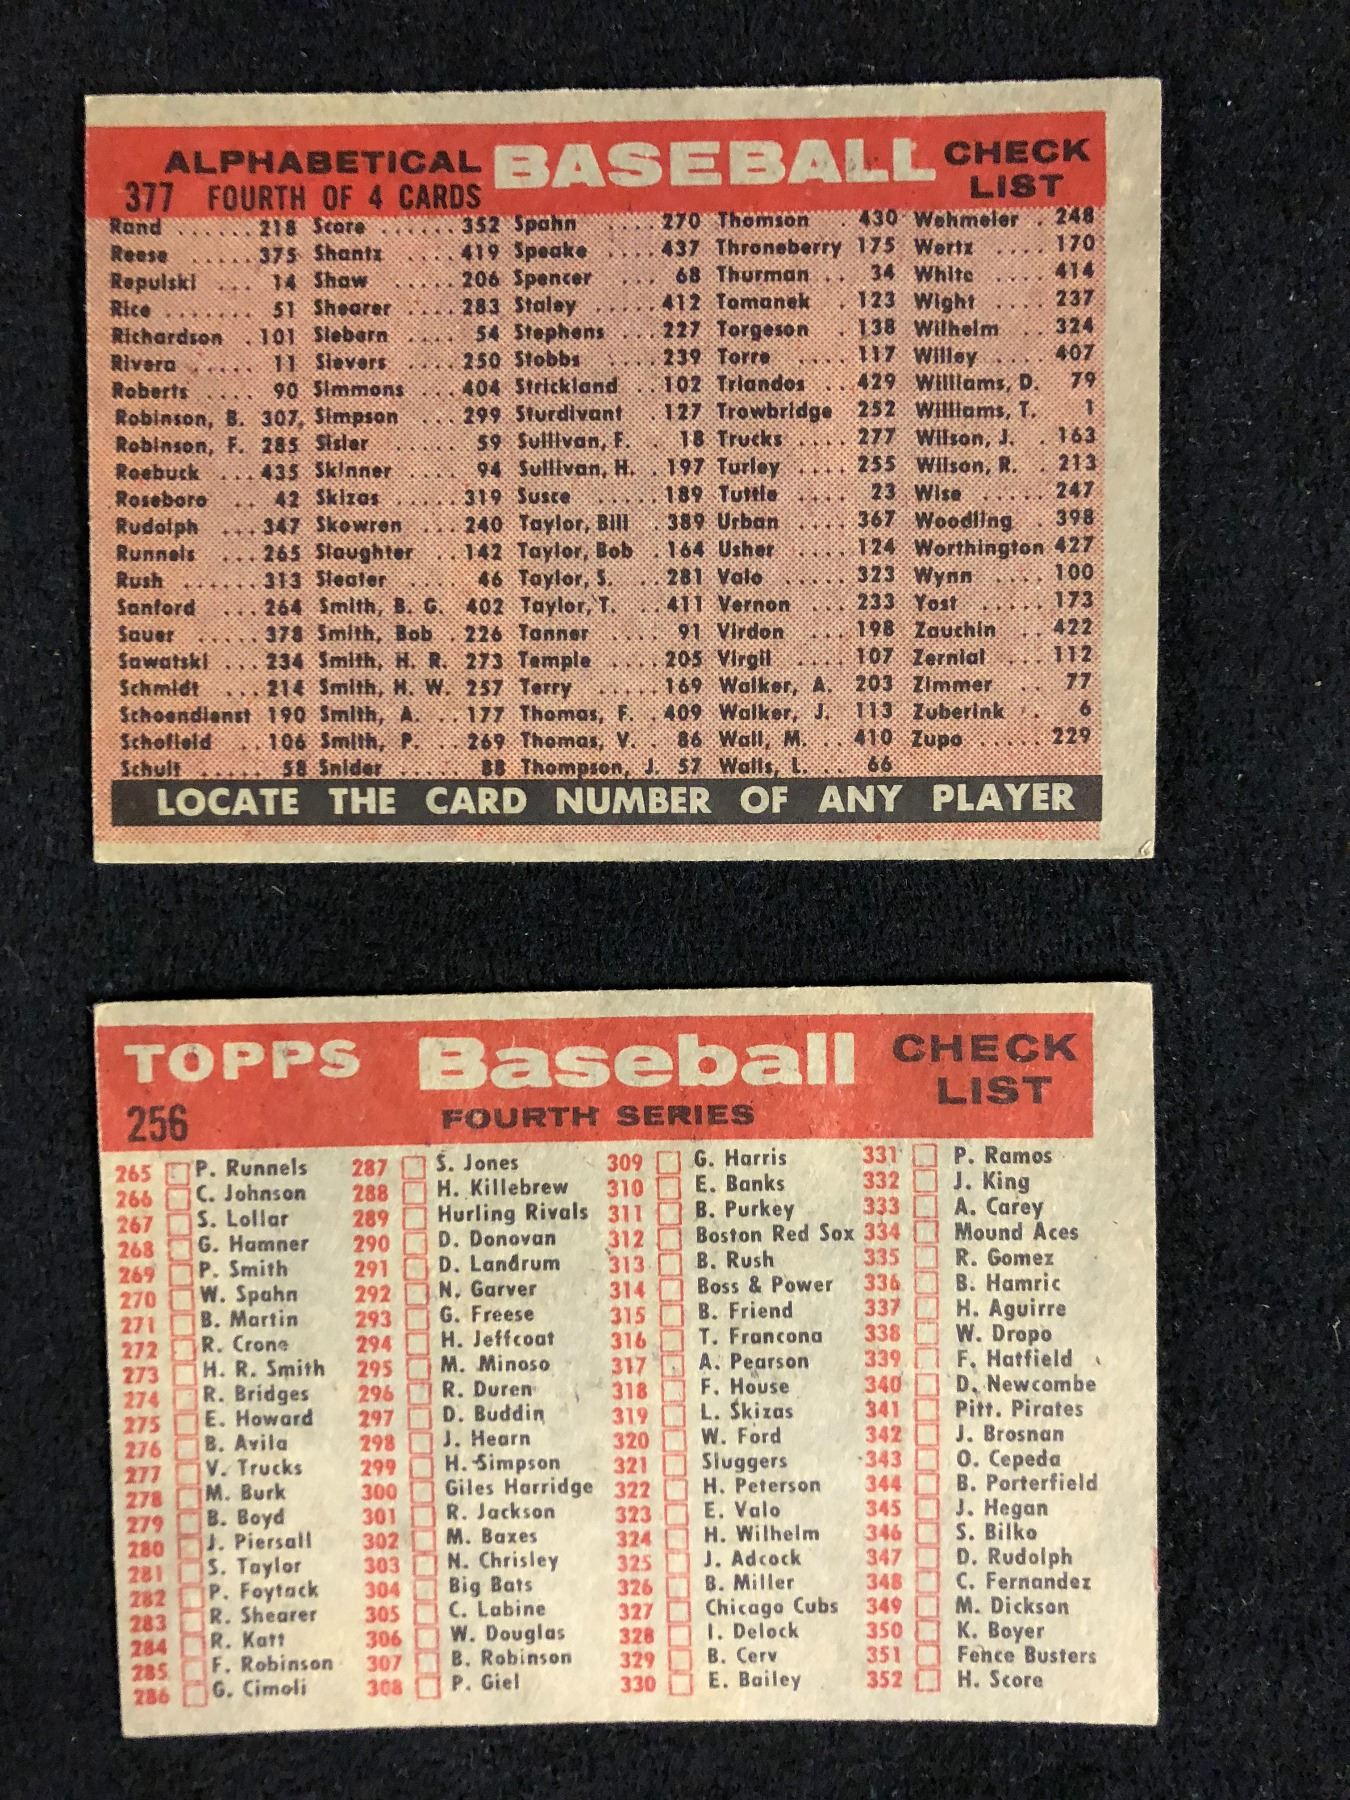 ALPHABETICAL BASEBALL CHECK LIST
377 FOURTH OF 4 CARDS
Rand ...... 218 Score ...... 352 Spahn .... 270 Thomson . 430 Wehmeier . 248
Reese ..... 375 Shantz .... 419 Speake .... 437 Throneberry 175 Wertz .... 170
Repulski ... 14 Shaw ..... 206 Spencer ... 68 Thurman ... 34 White .... 414
Rice ....... 51 Shearer .... 283 Staley .... 412 Tomanek . 123 Wight .... 237
Richardson . 101 Siebern .... 54 Stephens .. 227 Torgeson . 138 Wilhelm .. 324
Rivera ..... 11 Sievers .... 250 Stobbs .... 239 Torre .... 117 Willey .... 407
Roberts .... 90 Simmons ... 404 Strickland .. 102 Triandos .. 429 Williams, D. 79
Robinson, B. 307 Simpson ... 299 Sturdivant . 127 Trowbridge 252 Williams, T. 1
Robinson, F. 285 Sisler ..... 59 Sullivan, F. . 18 Trucks .... 277 Wilson, J. . 163
Roebuck ... 435 Skinner .... 94 Sullivan, H. . 197 Turley .... 255 Wilson, R. 213
Roseboro ... 42 Skizas ..... 319 Susce ..... 189 Tuttle .... 23 Wise ..... 247
Rudolph ... 347 Skowren ... 240 Taylor, Bill . 389 Urban .... 367 Woodling 398
Runnels ... 265 Slaughter .. 142 Taylor, Bob . 164 Usher .... 124 Worthington 427
Rush ...... 313 Sleater .... 46 Taylor, S. .. 281 Valo ..... 323 Wynn .... 100
Sanford ... 264 Smith, B. G. 402 Taylor, T. .. 411 Vernon ... 233 Yost ..... 173
Sauer ..... 378 Smith, Bob . 226 Tanner .... 91 Virdon ... 198 Zauchin .. 422
Sawatski ... 234 Smith, H. R. 273 Temple .... 205 Virgil .... 107 Zernial ... 112
Schmidt ... 214 Smith, H. W. 257 Terry ..... 169 Walker, A. 203 Zimmer .. 77
Schoendienst 190 Smith, A. .. 177 Thomas, F. . 409 Walker, J. 113 Zuberink . 6
Schofield .. 106 Smith, P. .. 269 Thomas, V. . 86 Wall, M. . 410 Zupo ..... 229
Schult ..... 58 Snider ..... 88 Thompson, J. 57 Walls, L. .. 66
LOCATE THE CARD NUMBER OF ANY PLAYER
TOPPS Baseball CHECK LIST
256 FOURTH SERIES
265 P. Runnels 287 S. Jones 309 G. Harris 331 P. Ramos
266 C. Johnson 288 H. Killebrew 310 E. Banks 332 J. King
267 S. Lollar 289 Hurling Rivals 311 B. Purkey 333 A. Carey
268 G. Hamner 290 D. Donovan 312 Boston Red Sox 334 Mound Aces
269 P. Smith 291 D. Landrum 313 B. Rush 335 R. Gomez
270 W. Spahn 292 N. Garver 314 Boss & Power 336 B. Hamric
271 B. Martin 293 G. Freese 315 B. Friend 337 H. Aguirre
272 R. Crone 294 H. Jeffcoat 316 T. Francona 338 W. Dropo
273 H. R. Smith 295 M. Minoso 317 A. Pearson 339 F. Hatfield
274 R. Bridges 296 R. Duren 318 F. House 340 D. Newcombe
275 E. Howard 297 D. Buddin 319 L. Skizas 341 Pitt. Pirates
276 B. Avila 298 J. Hearn 320 W. Ford 342 J. Brosnan
277 V. Trucks 299 H. Simpson 321 Sluggers 343 O. Cepeda
278 M. Burk 300 Giles Harridge 322 H. Peterson 344 B. Porterfield
279 B. Boyd 301 R. Jackson 323 E. Valo 345 J. Hegan
280 J. Piersall 302 M. Baxes 324 H. Wilhelm 346 S. Bilko
281 S. Taylor 303 N. Chrisley 325 J. Adcock 347 D. Rudolph
282 P. Foytack 304 Big Bats 326 B. Miller 348 C. Fernandez
283 R. Shearer 305 C. Labine 327 Chicago Cubs 349 M. Dickson
284 R. Katt 306 W. Douglas 328 I. Delock 350 K. Boyer
285 F. Robinson 307 B. Robinson 329 B. Cerv 351 Fence Busters
286 G. Cimoli 308 P. Giel 330 E. Bailey 352 H. Score